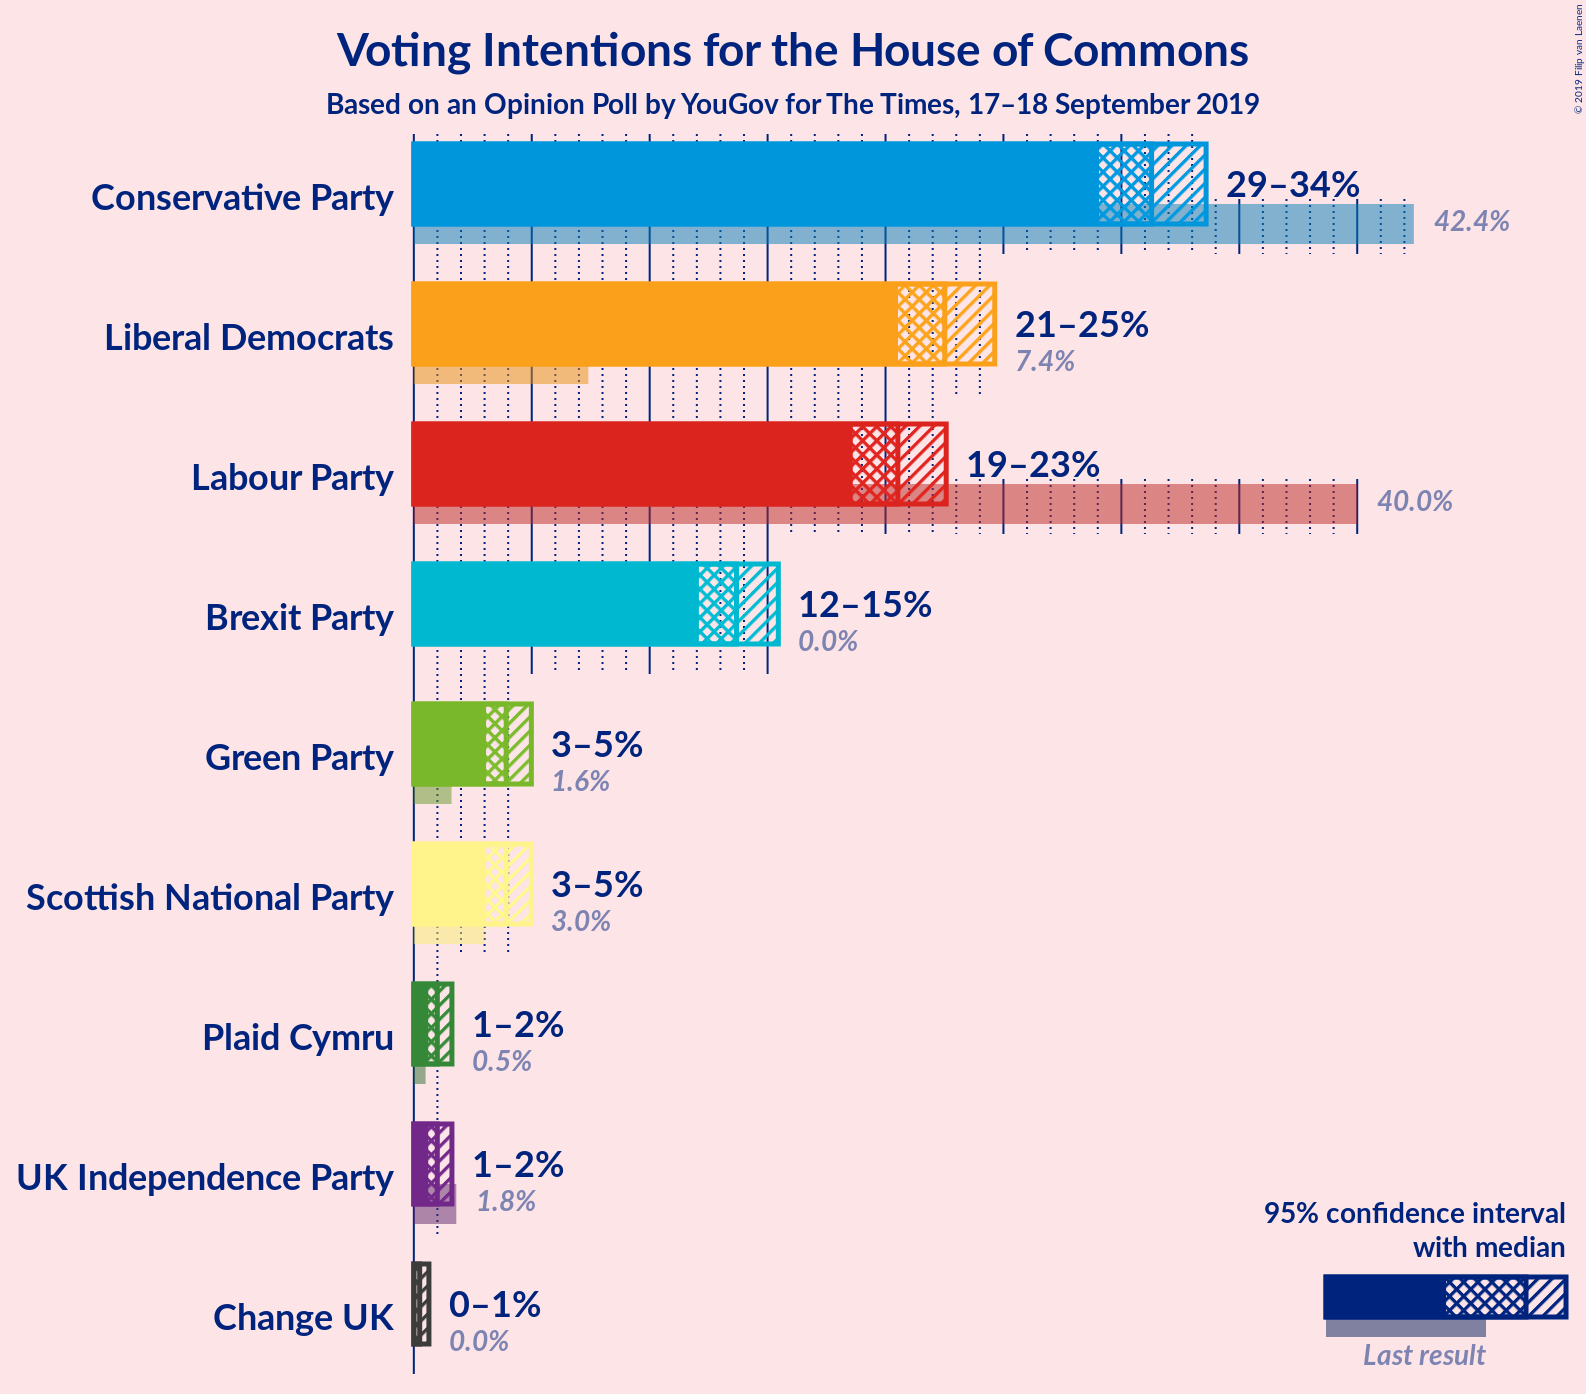 Voting Intentions for the House of Commons
Based on an Opinion Poll by YouGov for The Times, 17–18 September 2019
© 2019 Filip van Laenen
Conservative Party
29–34%
42.4%
Liberal Democrats
21–25%
7.4%
Labour Party
19–23%
40.0%
Brexit Party
12–15%
0.0%
Green Party
3–5%
1.6%
Scottish National Party
3–5%
3.0%
Plaid Cymru
1–2%
0.5%
UK Independence Party
1–2%
1.8%
Change UK
0–1%
0.0%
95% confidence interval
with median
Last result